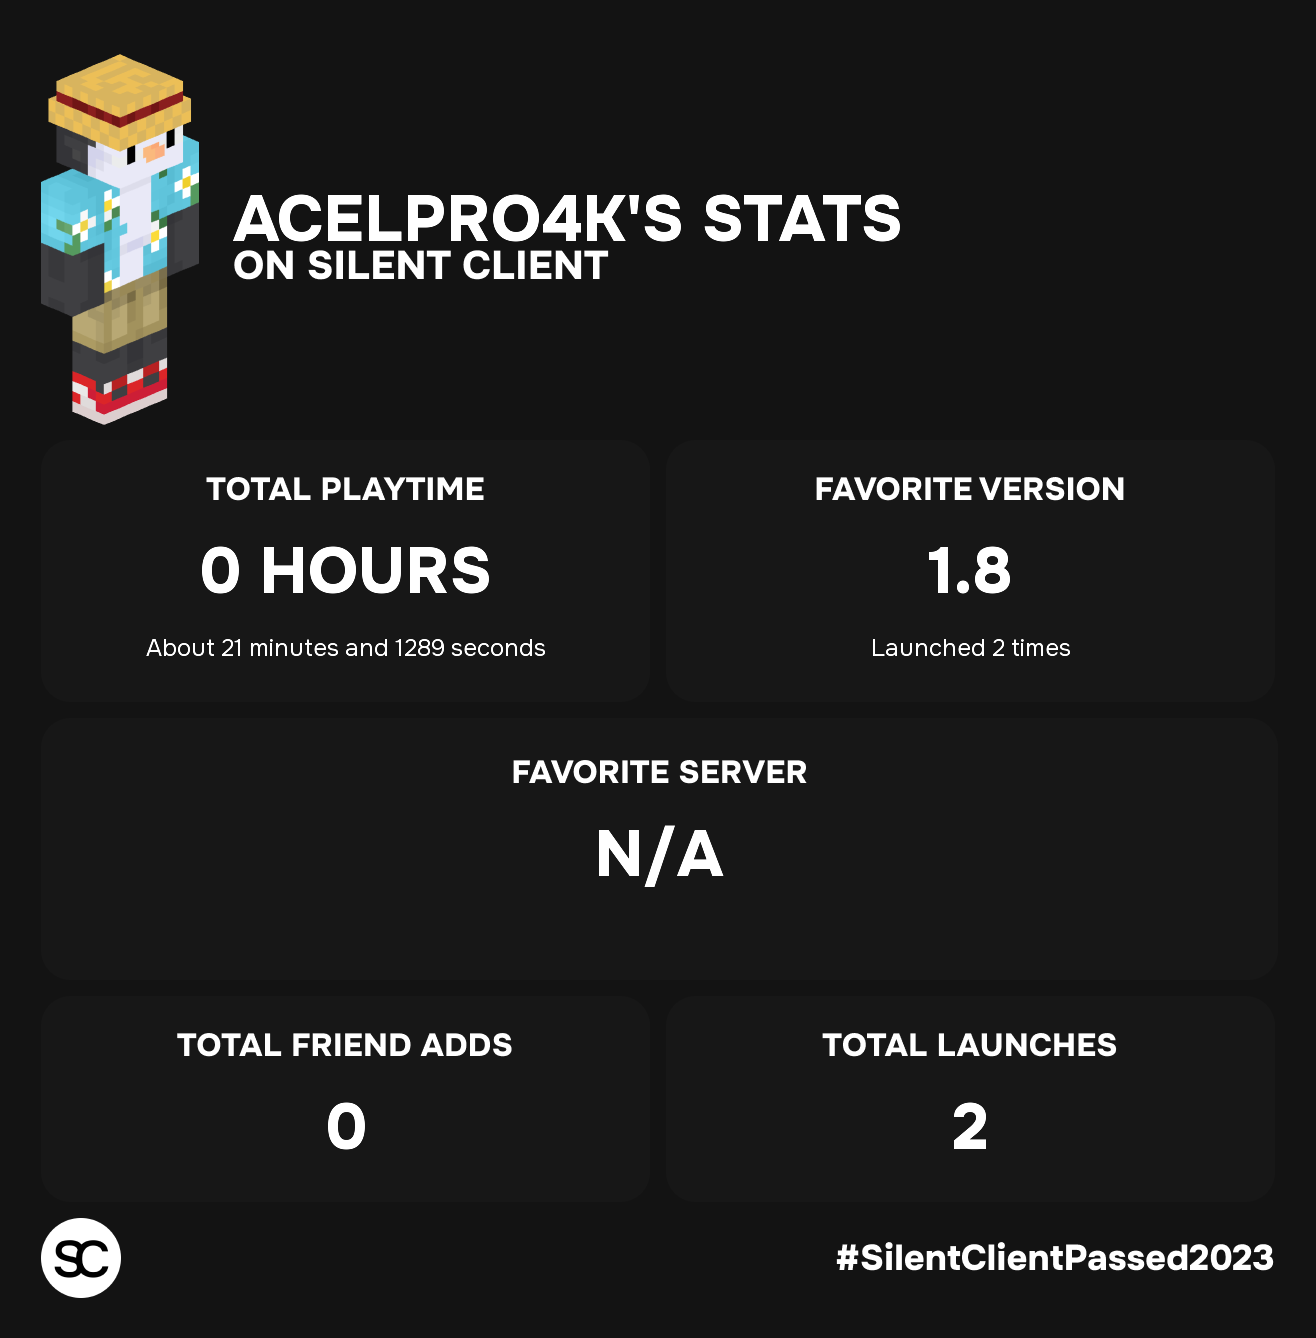 ACELPRO4K'S STATS
ON SILENT CLIENT
TOTAL PLAYTIME
0 HOURS
About 21 minutes and 1289 seconds
FAVORITE VERSION
1.8
Launched 2 times
FAVORITE SERVER
N/A
TOTAL FRIEND ADDS
0
TOTAL LAUNCHES
2
SC
#SilentClientPassed2023